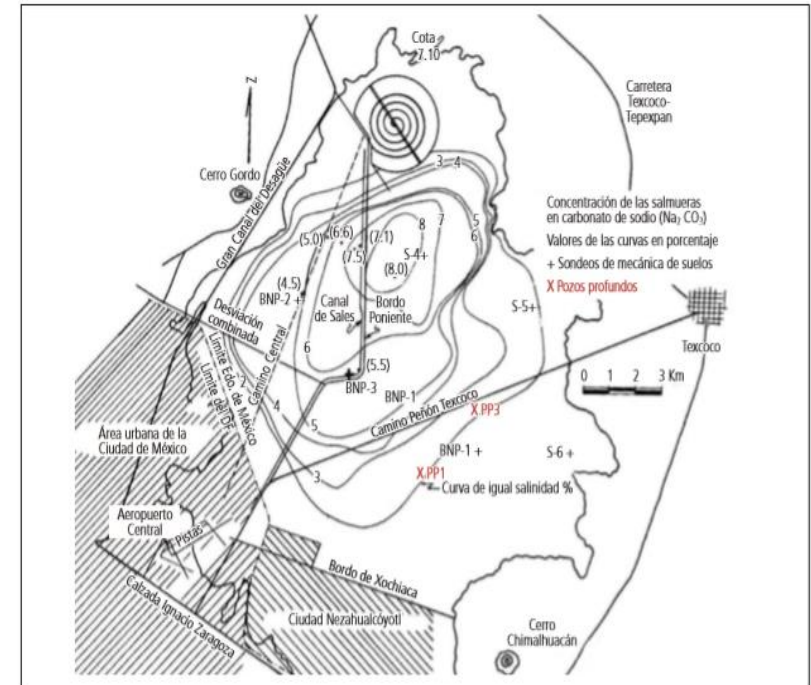 Cota
7.10
Carretera
Texcoco-
Tepexpan
Z
Cerro Gordo
Gran Canal del Desagüe
3
4
Concentración de las salmueras
en carbonato de sodio (Na₂ CO₃)
Valores de las curvas en porcentaje
+ Sondeos de mecánica de suelos
X Pozos profundos
(5.0)
(6.6)
(7.1)
(7.5)
8
7
5
6
S-4+
(8.0)
(4.5)
BNP-2 +
Canal
de Sales
Bordo
Poniente
S-5+
Texcoco
Desviación
combinada
Camino Central
6
(5.5)
BNP-3
0 1 2 3 Km
Límite Edo. de México
Límite del DF
2
4
5
BNP-1
Camino Peñón Texcoco
X PP3
Área urbana de la
Ciudad de México
3
BNP-1 +
S-6 +
X.PP1
Curva de igual salinidad %
Aeropuerto
Central
Pistas
Bordo de Xochiaca
Calzada Ignacio Zaragoza
Ciudad Nezahualcóyotl
Cerro
Chimalhuacán